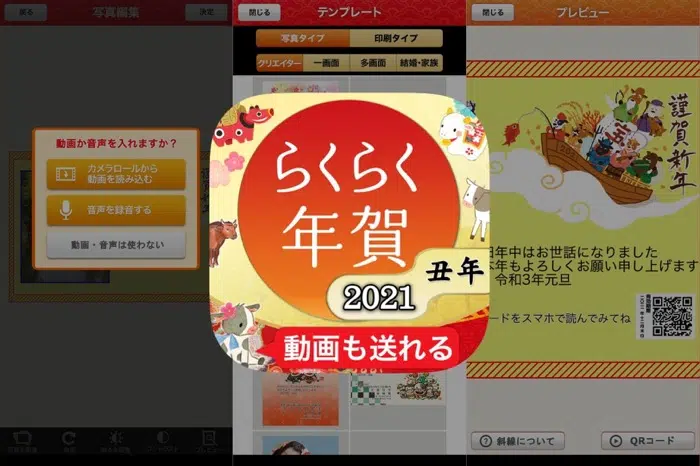 戻る
写真編集
決定
動画か音声を入れますか？
カメラロールから
動画を読み込む
音声を録音する
動画・音声は使わない
閉じる
テンプレート
写真タイプ
印刷タイプ
クリエイター
一画面
多画面
結婚・家族
らくらく
年賀
丑年
2021
動画も送れる
閉じる
プレビュー
謹賀新年
年中はお世話になりました
年もよろしくお願い申し上げます
令和3年元旦
サンプル
ードをスマホで読んでみてね
斜線について
QRコード